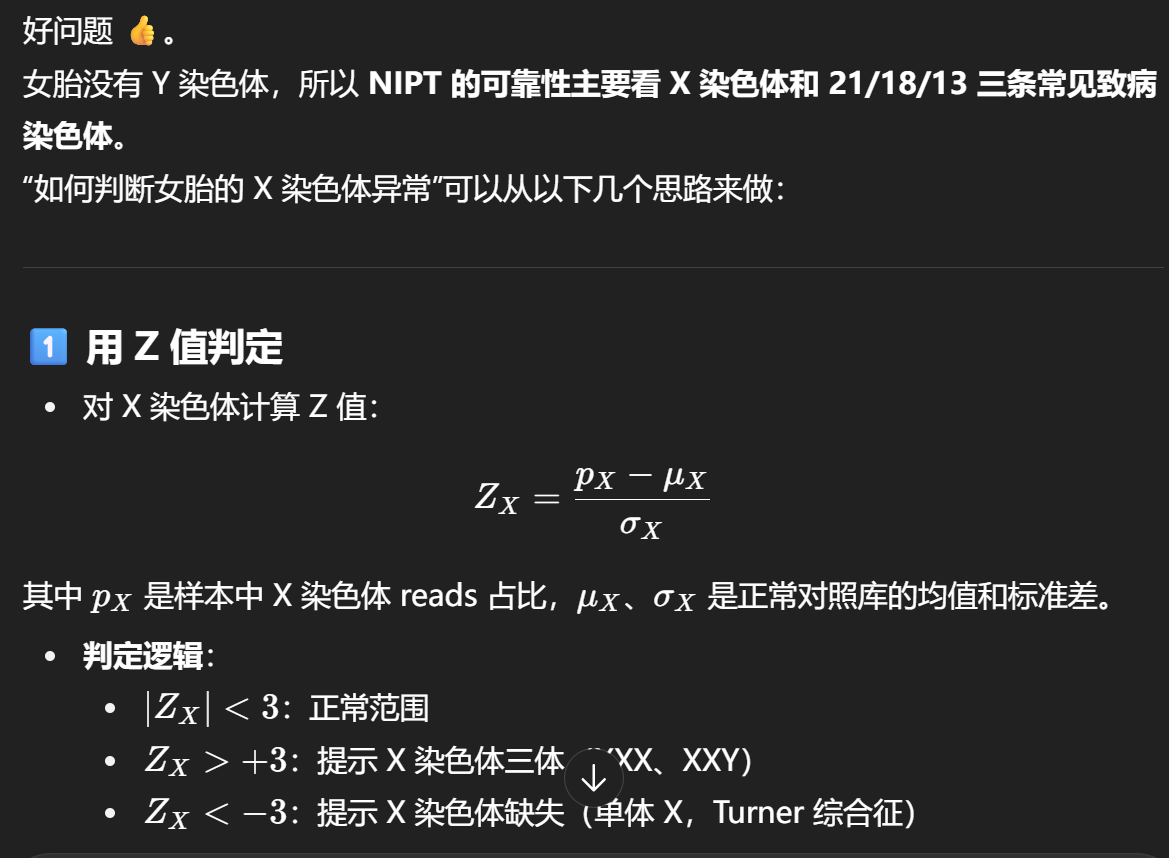 好问题 👍。
女胎没有 Y 染色体，所以 NIPT 的可靠性主要看 X 染色体和 21/18/13 三条常见致病
染色体。
“如何判断女胎的 X 染色体异常”可以从以下几个思路来做：
1 用 Z 值判定
• 对 X 染色体计算 Z 值：
Z_X = (p_X − μ_X) / σ_X
其中 p_X 是样本中 X 染色体 reads 占比，μ_X、σ_X 是正常对照库的均值和标准差。
• 判定逻辑：
• |Z_X| < 3：正常范围
• Z_X > +3：提示 X 染色体三体 XX、XXY）
• Z_X < −3：提示 X 染色体缺失（单体 X，Turner 综合征）